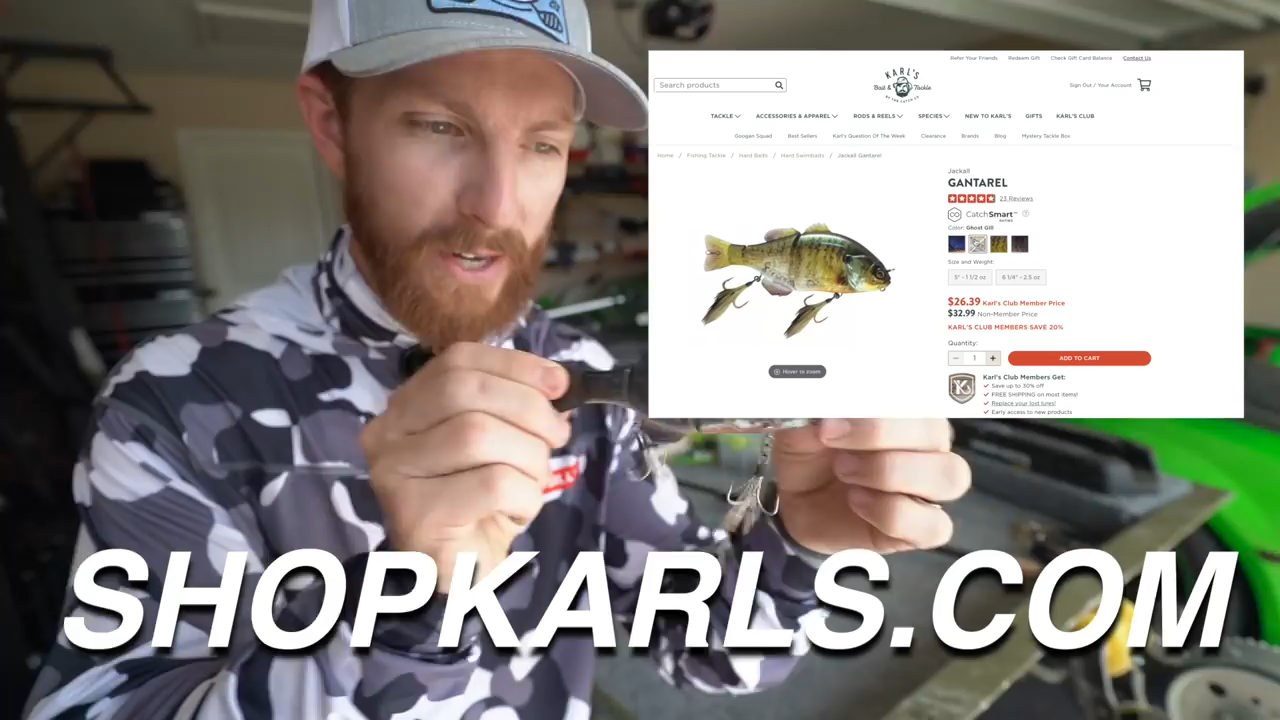 Refer Your Friends Redeem Gift Check Gift Card Balance Contact Us
Search products
KARL'S
Bait & Tackle
BY THE CATCH CO.
Sign Out / Your Account
TACKLE ACCESSORIES & APPAREL RODS & REELS SPECIES NEW TO KARL'S GIFTS KARL'S CLUB
Googan Squad Best Sellers Karl's Question Of The Week Clearance Brands Blog Mystery Tackle Box
Home / Fishing Tackle / Hard Baits / Hard Swimbaits / Jackall Gantarel
Jackall
GANTAREL
23 Reviews
CatchSmart™
RATING
?
Color: Ghost Gill
Size and Weight:
5" - 1 1/2 oz 6 1/4" - 2.5 oz
$26.39 Karl's Club Member Price
$32.99 Non-Member Price
KARL'S CLUB MEMBERS SAVE 20%
Quantity:
− 1 + ADD TO CART
Hover to zoom
K
Karl's Club Members Get:
Save up to 30% off
FREE SHIPPING on most items!
Replace your lost lures!
Early access to new products
SHOPKARLS.COM